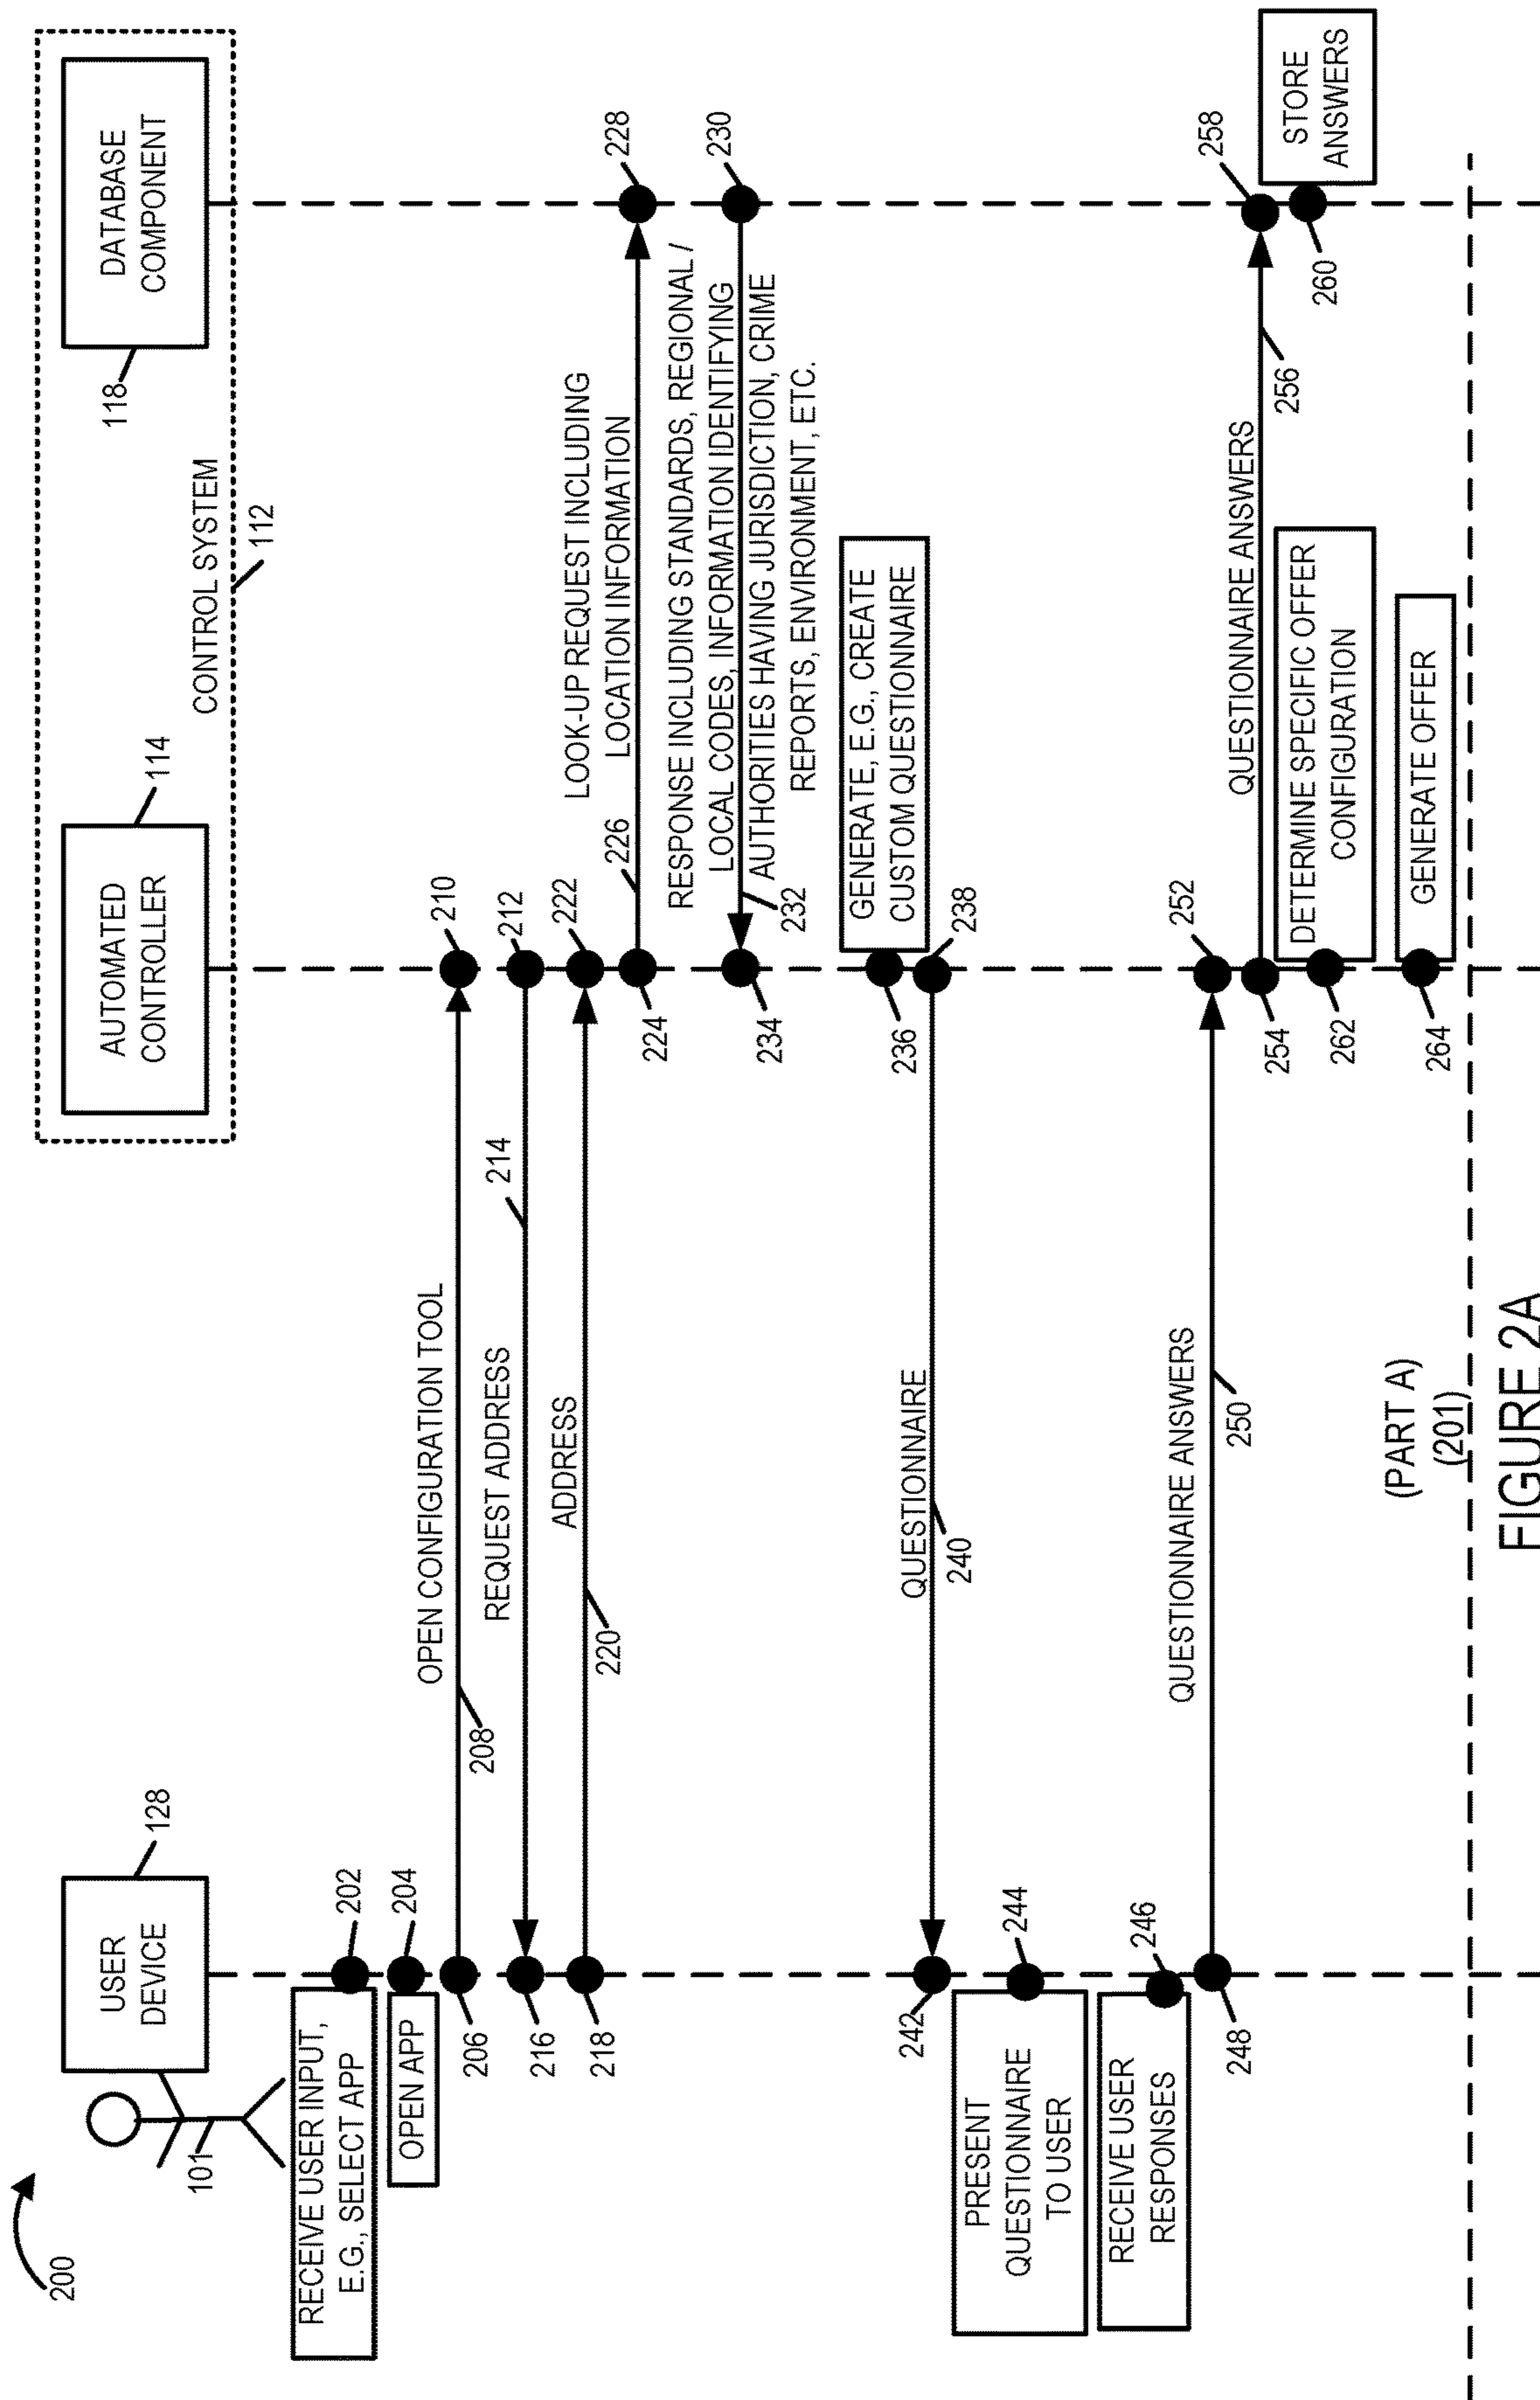 200
101
USER
DEVICE
128
AUTOMATED
CONTROLLER
114
DATABASE
COMPONENT
118
CONTROL SYSTEM
112
RECEIVE USER INPUT,
E.G., SELECT APP
202
OPEN APP
204
206
OPEN CONFIGURATION TOOL
208
210
212
REQUEST ADDRESS
214
216
218
ADDRESS
220
222
224
226
LOOK-UP REQUEST INCLUDING
LOCATION INFORMATION
228
230
RESPONSE INCLUDING STANDARDS, REGIONAL /
LOCAL CODES, INFORMATION IDENTIFYING
AUTHORITIES HAVING JURISDICTION, CRIME
REPORTS, ENVIRONMENT, ETC.
232
234
GENERATE, E.G., CREATE
CUSTOM QUESTIONNAIRE
236
238
QUESTIONNAIRE
240
242
PRESENT
QUESTIONNAIRE
TO USER
244
RECEIVE USER
RESPONSES
246
248
QUESTIONNAIRE ANSWERS
250
252
254
QUESTIONNAIRE ANSWERS
256
258
STORE
ANSWERS
260
DETERMINE SPECIFIC OFFER
CONFIGURATION
262
GENERATE OFFER
264
(PART A)
(201)
FIGURE 2A